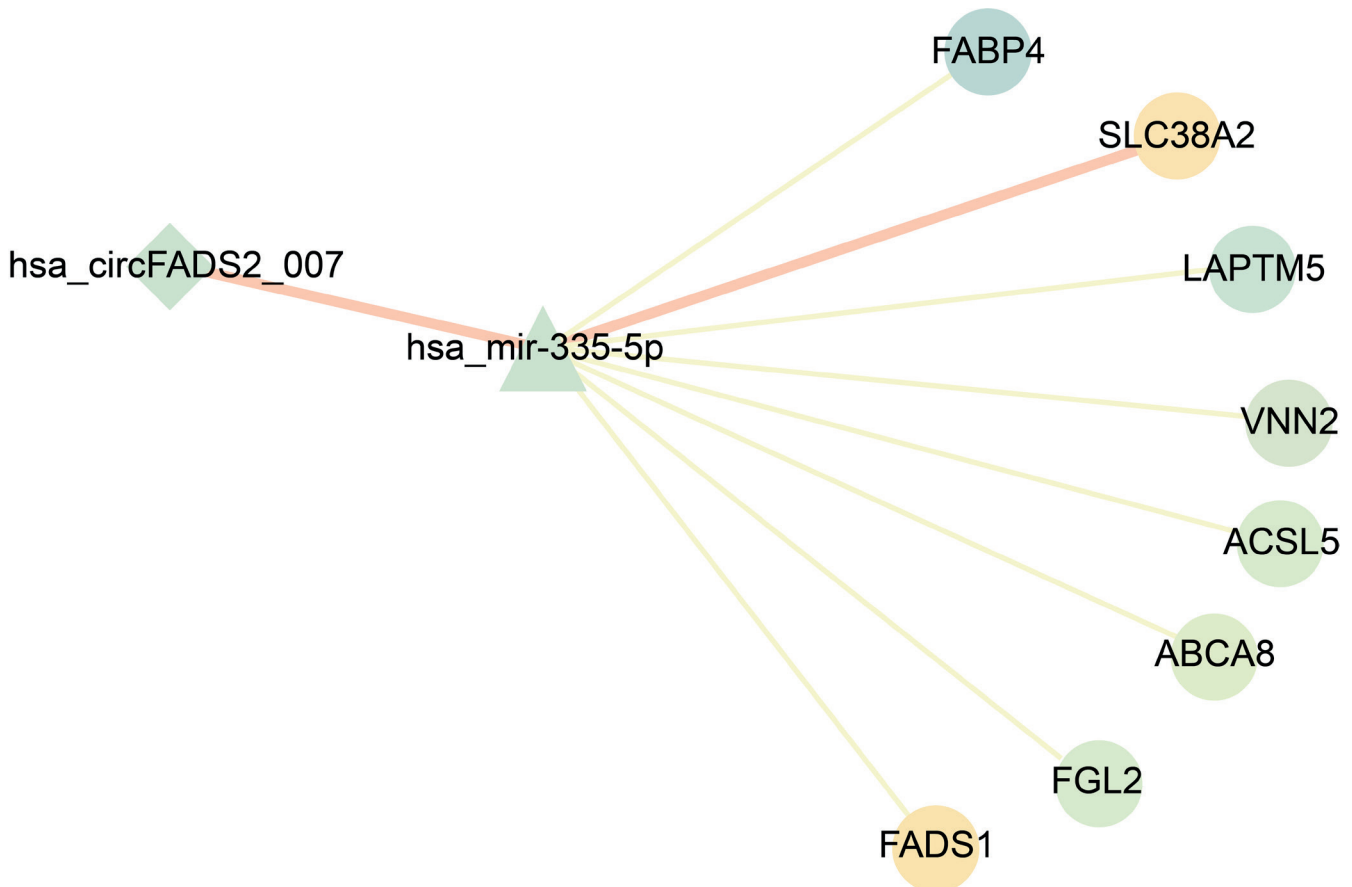 FABP4
SLC38A2
hsa_circFADS2_007
LAPTM5
hsa_mir-335-5p
VNN2
ACSL5
ABCA8
FGL2
FADS1